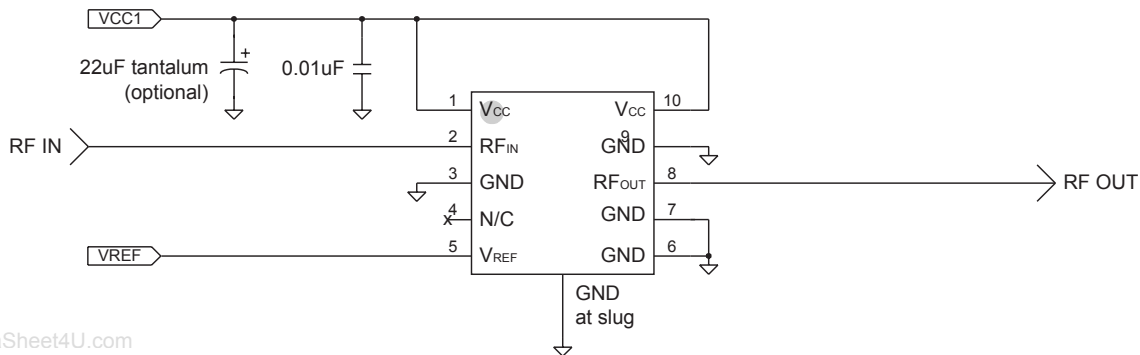 VCC1
22uF tantalum
(optional)
+
0.01uF
1
VCC
VCC
10
RF IN
2
RFIN
GND
9
3
GND
RFOUT
8
RF OUT
4
x
N/C
GND
7
VREF
5
VREF
GND
6
GND
at slug
aSheet4U.com